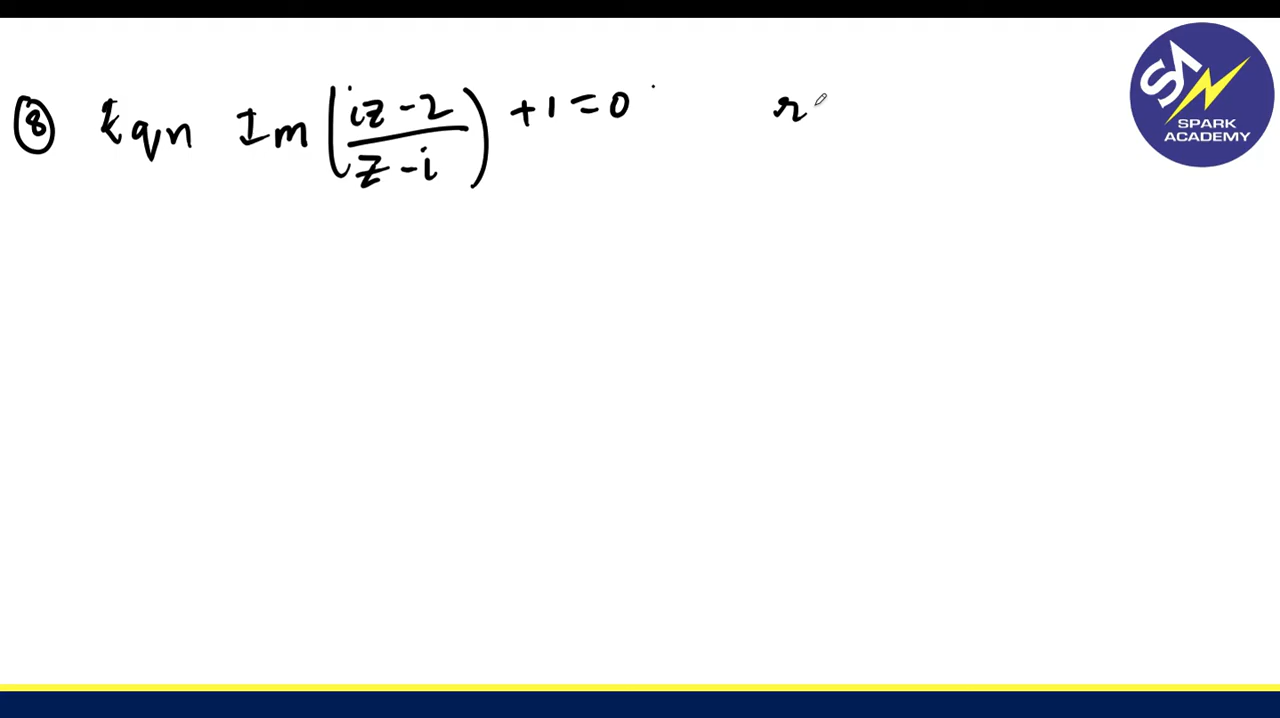 ⑧ Eqn Im((iz-2)/(z-i)) +1=0 r
SPARK
ACADEMY